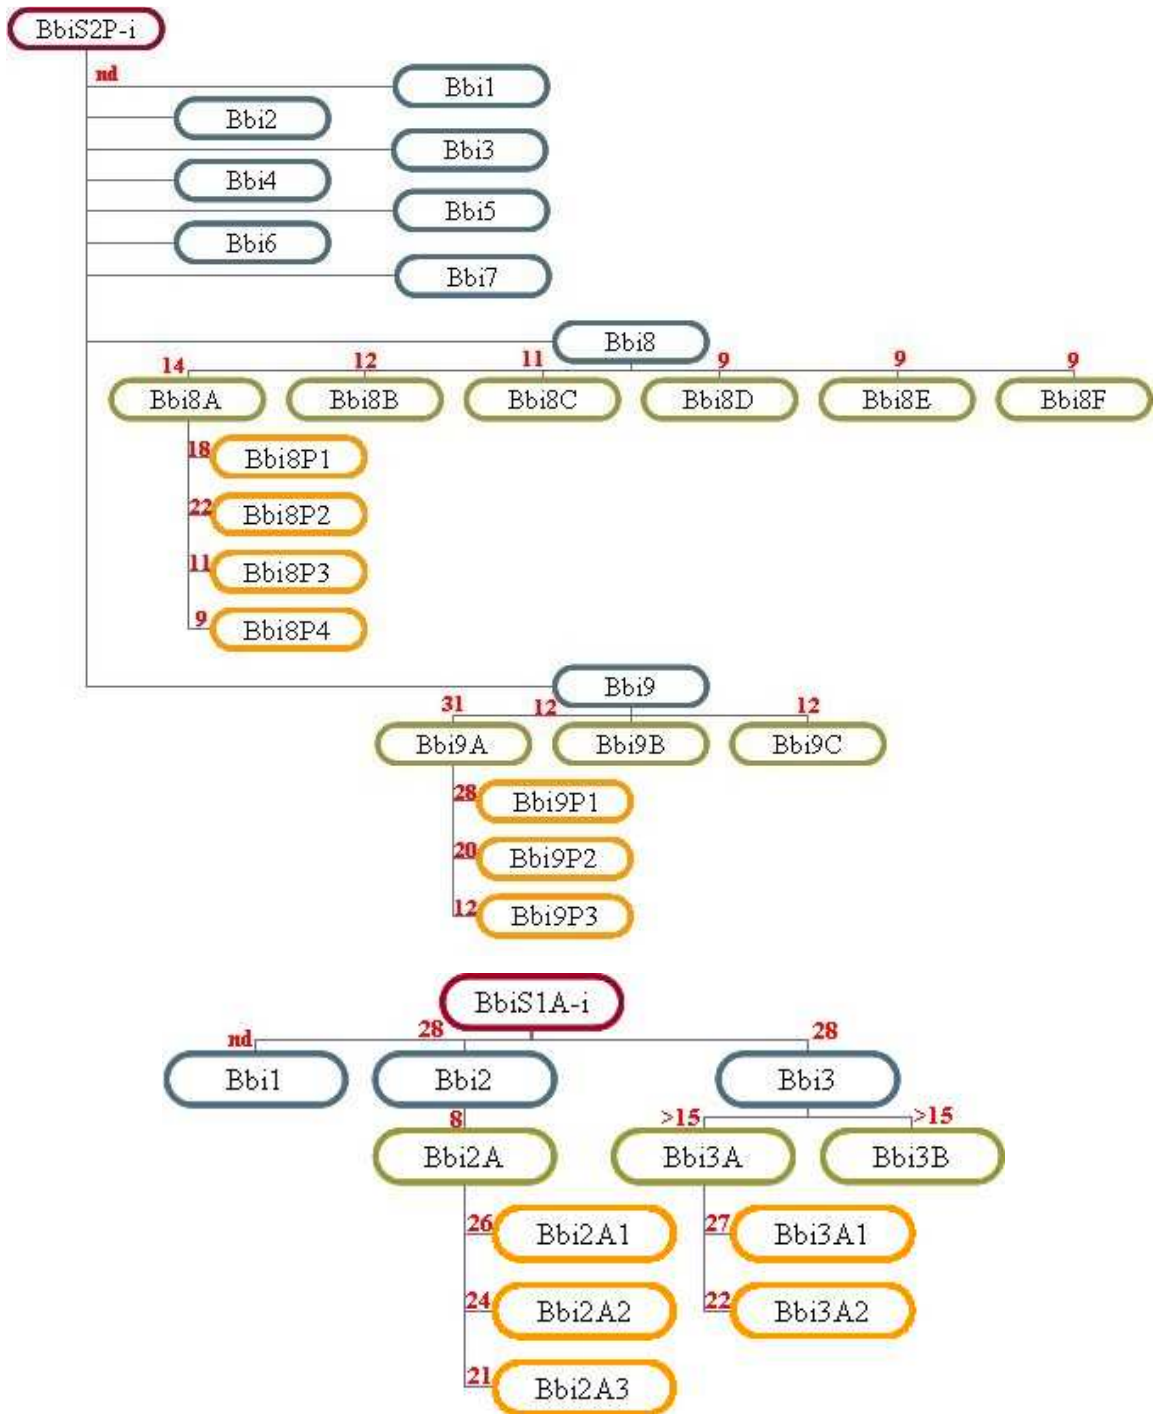 BbiS2P-i
nd
Bbi1
Bbi2
Bbi3
Bbi4
Bbi5
Bbi6
Bbi7
Bbi8
14 12 11 9 9 9
Bbi8A Bbi8B Bbi8C Bbi8D Bbi8E Bbi8F
18 Bbi8P1
22 Bbi8P2
11 Bbi8P3
9 Bbi8P4
Bbi9
31 12 12
Bbi9A Bbi9B Bbi9C
28 Bbi9P1
20 Bbi9P2
12 Bbi9P3
BbiS1A-i
nd 28 28
Bbi1 Bbi2 Bbi3
8 >15 >15
Bbi2A Bbi3A Bbi3B
26 Bbi2A1 27 Bbi3A1
24 Bbi2A2 22 Bbi3A2
21 Bbi2A3